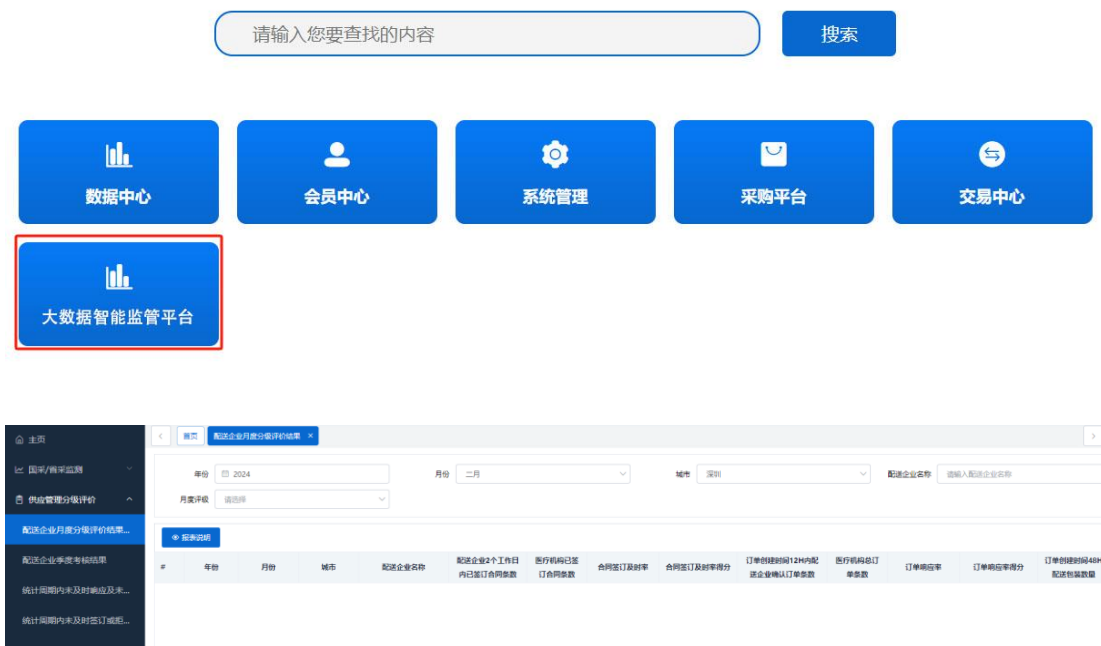 请输入您要查找的内容 搜索
数据中心 会员中心 系统管理 采购平台 交易中心
大数据智能监管平台
主页 首页 配送企业月度分级评价结果 ×
国采/省采监测 年份 2024 月份 二月 城市 深圳 配送企业名称 请输入配送企业名称
供应管理分级评价 月度评级 请选择
配送企业月度分级评价结果... 报表说明
配送企业季度考核结果 # 年份 月份 城市 配送企业名称 配送企业2个工作日 医疗机构已签 合同签订及时率 合同签订及时率得分 订单创建时间12H内配 医疗机构总订 订单响应率 订单响应率得分 订单创建时间48H
内已签订合同条数 订合同条数 送企业确认订单条数 单条数 配送包装数量
统计周期内未及时响应及未...
统计周期内未及时签订或拒...